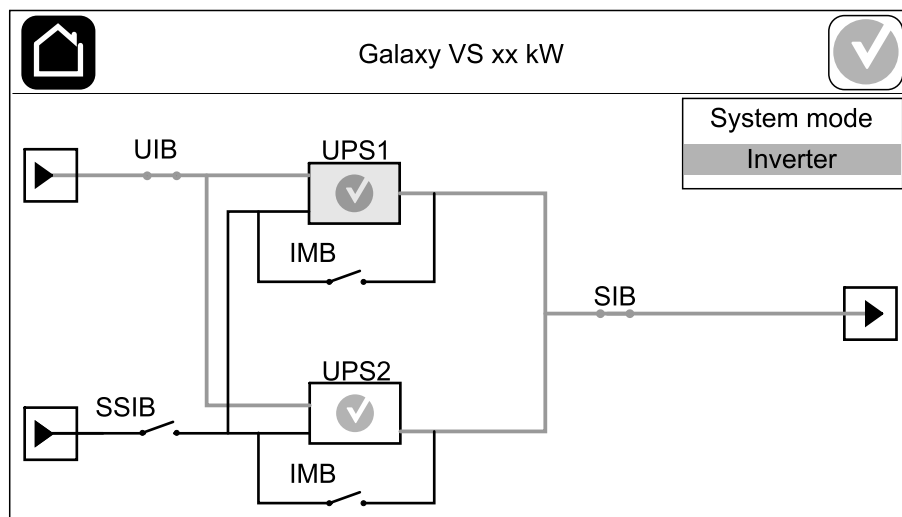 Galaxy VS xx kW
System mode
Inverter
UIB
UPS1
IMB
SIB
UPS2
SSIB
IMB